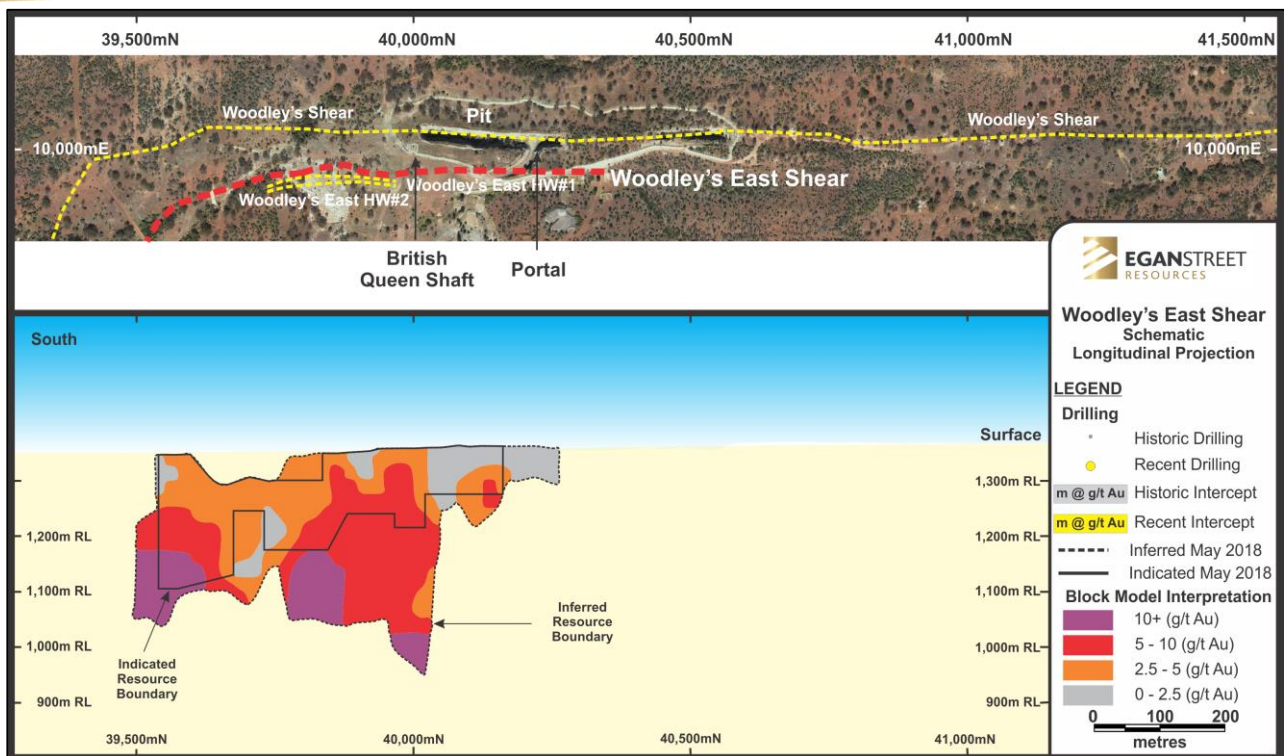 39,500mN 40,000mN 40,500mN 41,000mN 41,500mN
Woodley's Shear
Pit
Woodley's Shear
10,000mE
10,000mE
Woodley's East HW#1
Woodley's East Shear
Woodley's East HW#2
British
Queen Shaft
Portal
South
Surface
1,300m RL
1,200m RL
1,200m RL
1,100m RL
1,100m RL
1,000m RL
1,000m RL
900m RL
900m RL
Indicated
Resource
Boundary
Inferred
Resource
Boundary
39,500mN 40,000mN 40,500mN 41,000mN
EGANSTREET
RESOURCES
Woodley's East Shear
Schematic
Longitudinal Projection
LEGEND
Drilling
Historic Drilling
Recent Drilling
m @ g/t Au Historic Intercept
m @ g/t Au Recent Intercept
Inferred May 2018
Indicated May 2018
Block Model Interpretation
10+ (g/t Au)
5 - 10 (g/t Au)
2.5 - 5 (g/t Au)
0 - 2.5 (g/t Au)
0 100 200
metres